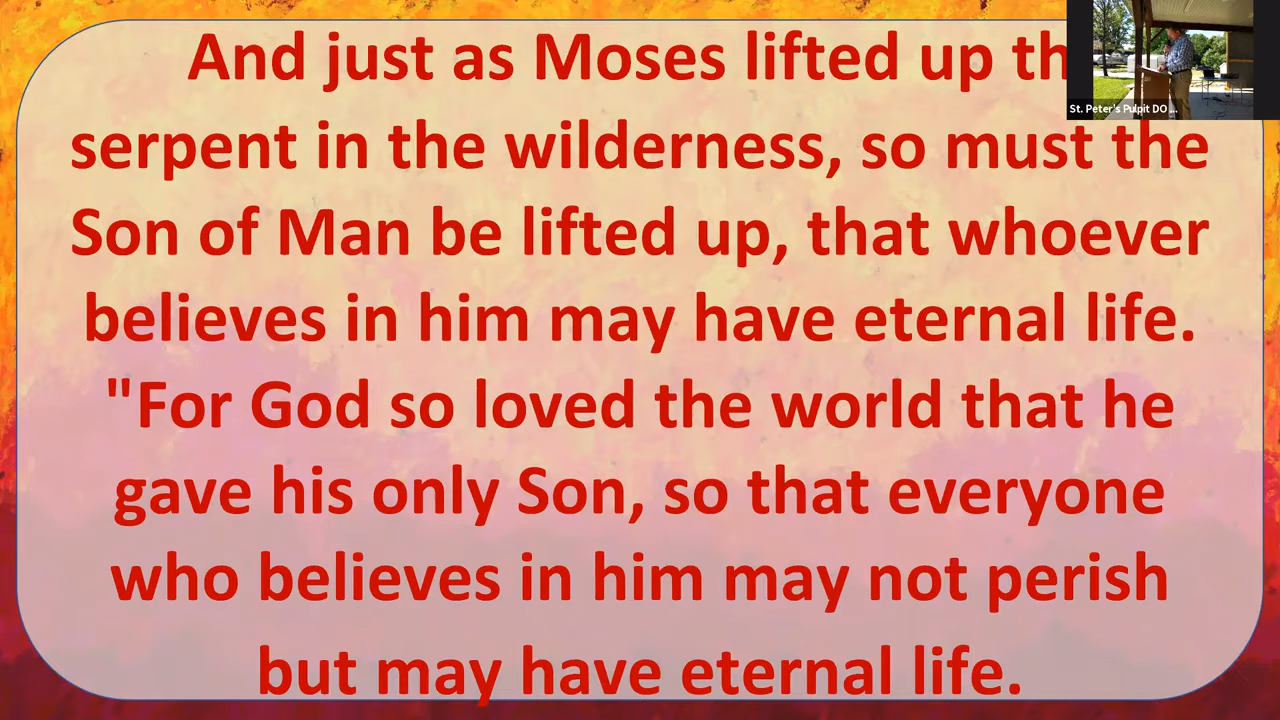 And just as Moses lifted up th
St. Peter's Pulpit DO...
serpent in the wilderness, so must the
Son of Man be lifted up, that whoever
believes in him may have eternal life.
"For God so loved the world that he
gave his only Son, so that everyone
who believes in him may not perish
but may have eternal life.